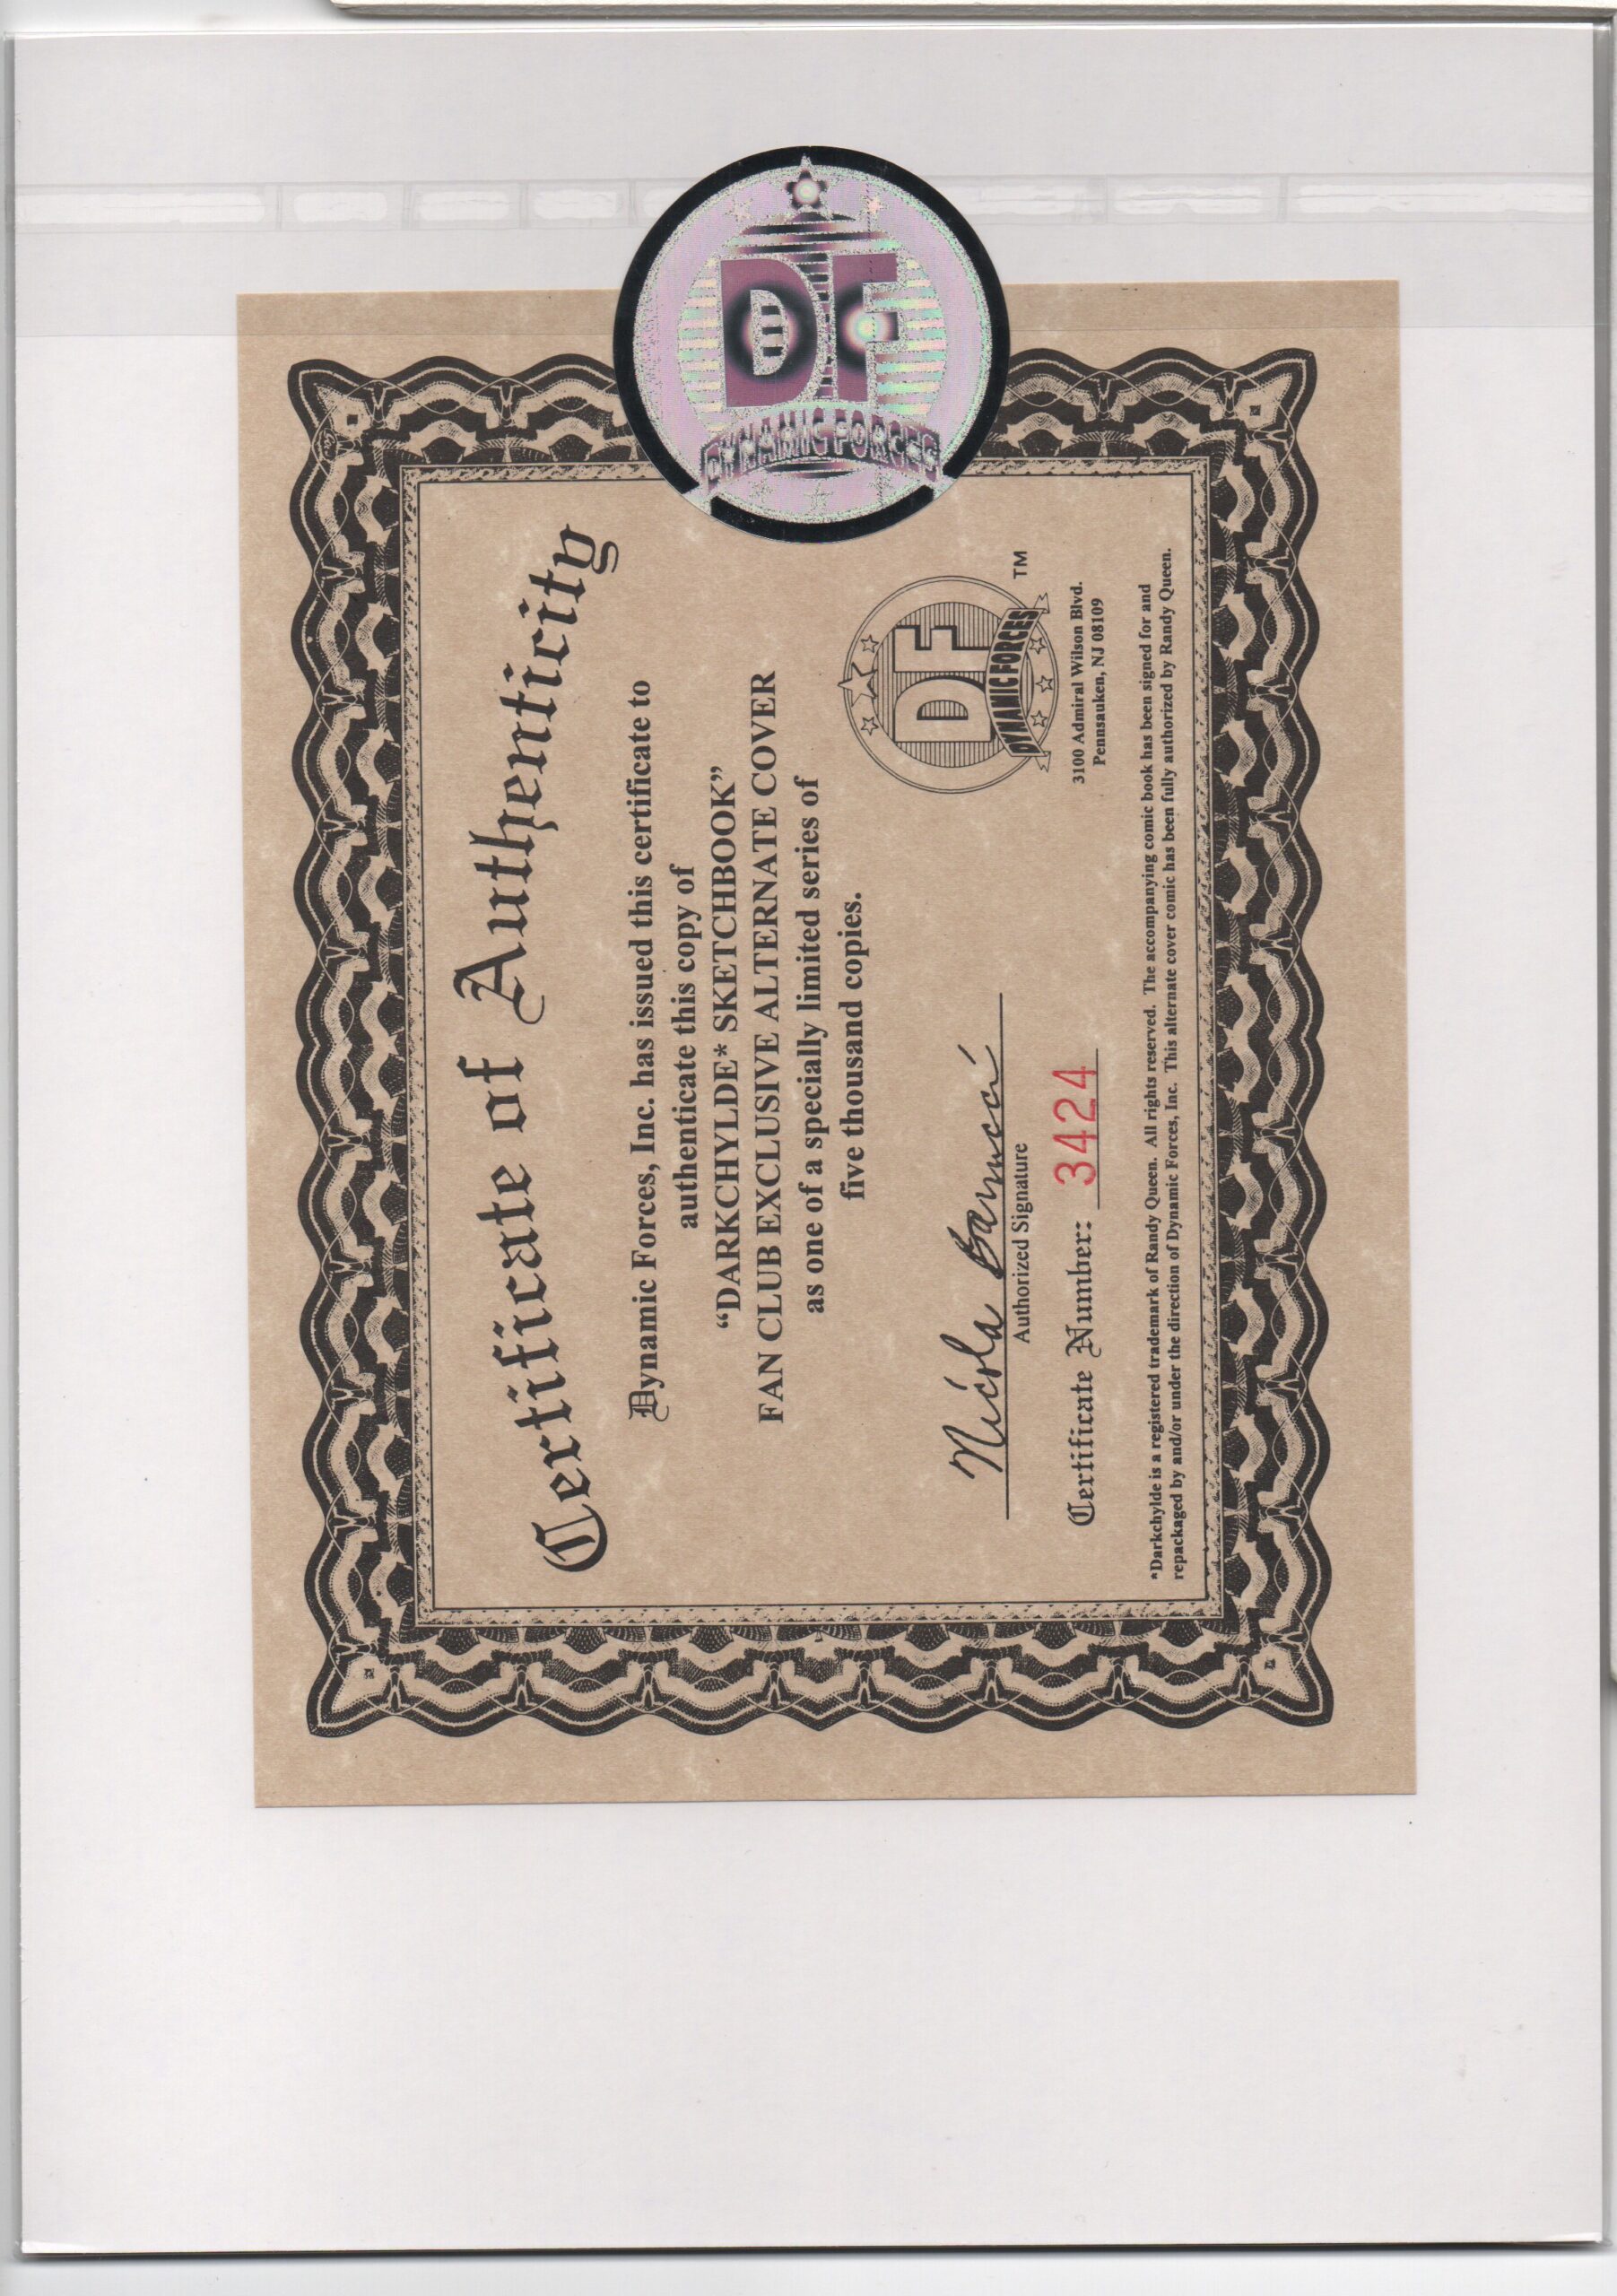 DF
DYNAMIC FORCES
Certificate of Authenticity
Dynamic Forces, Inc. has issued this certificate to
authenticate this copy of
“DARKCHYLDE* SKETCHBOOK”
FAN CLUB EXCLUSIVE ALTERNATE COVER
as one of a specially limited series of
five thousand copies.
Nicola Barrucci
Authorized Signature
Certificate Number: 3424
DF
DYNAMIC FORCES
TM
3100 Admiral Wilson Blvd.
Pennsauken, NJ 08109
*Darkchylde is a registered trademark of Randy Queen. All rights reserved. The accompanying comic book has been signed for and
repackaged by and/or under the direction of Dynamic Forces, Inc. This alternate cover comic has been fully authorized by Randy Queen.